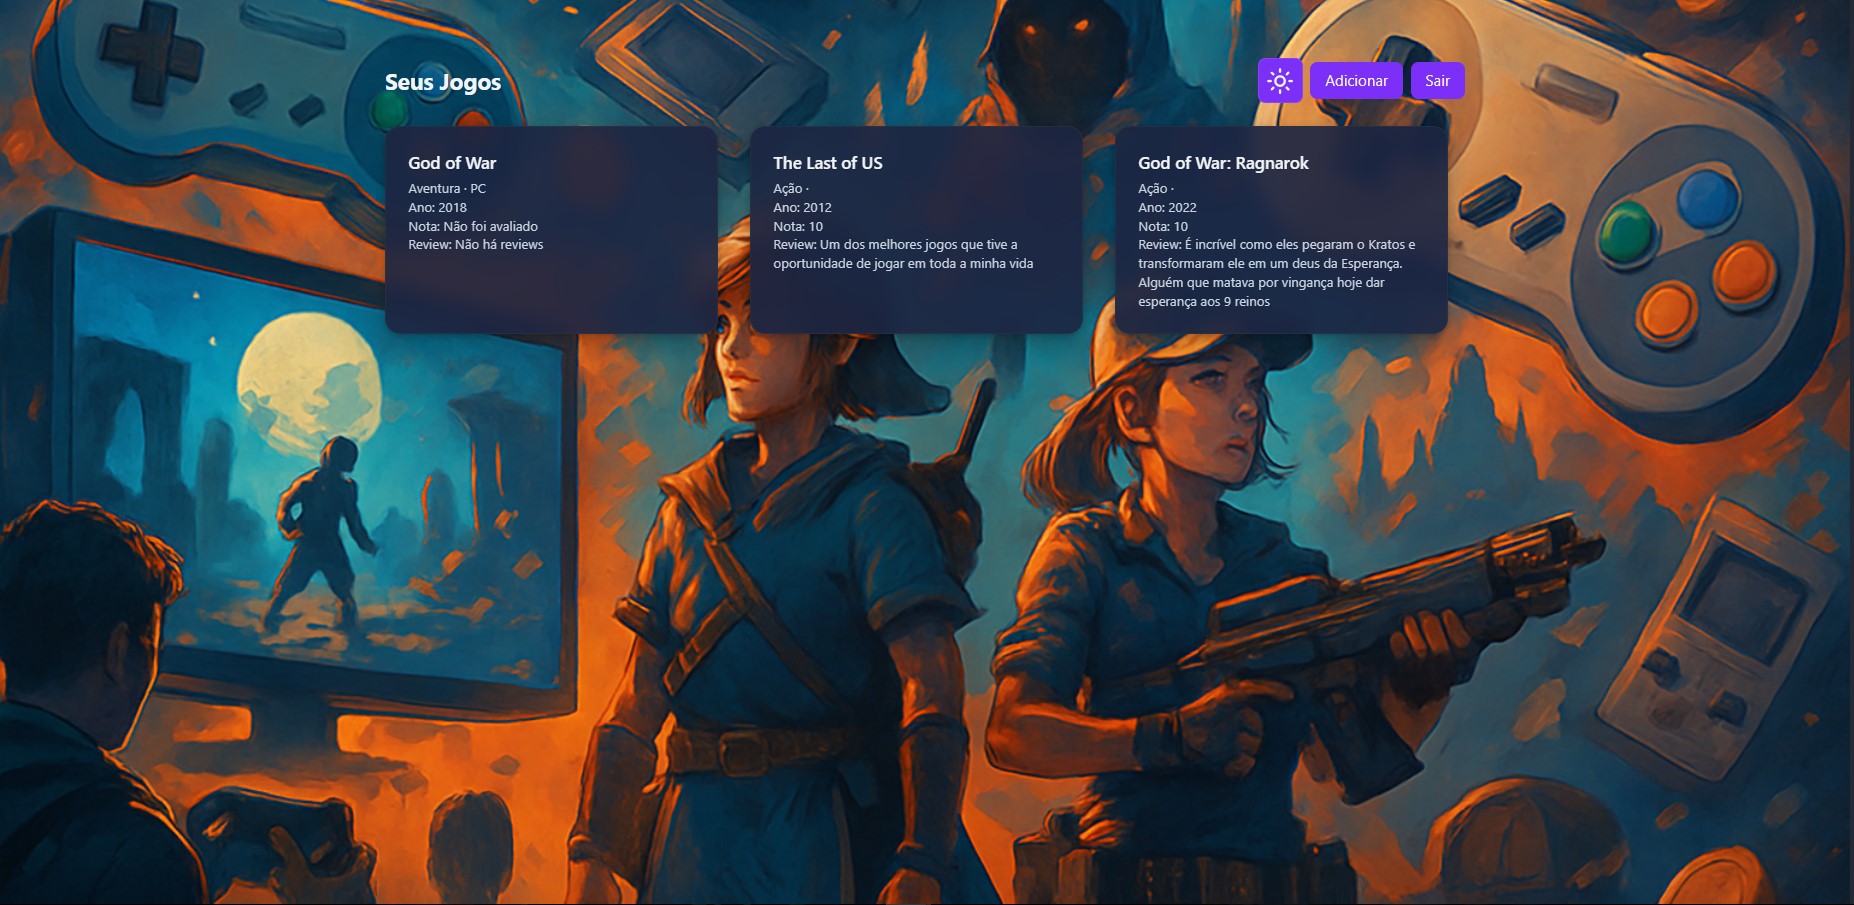 Seus Jogos
Adicionar
Sair
God of War
Aventura · PC
Ano: 2018
Nota: Não foi avaliado
Review: Não há reviews
The Last of US
Ação ·
Ano: 2012
Nota: 10
Review: Um dos melhores jogos que tive a
oportunidade de jogar em toda a minha vida
God of War: Ragnarok
Ação ·
Ano: 2022
Nota: 10
Review: É incrível como eles pegaram o Kratos e
transformaram ele em um deus da Esperança.
Alguém que matava por vingança hoje dar
esperança aos 9 reinos